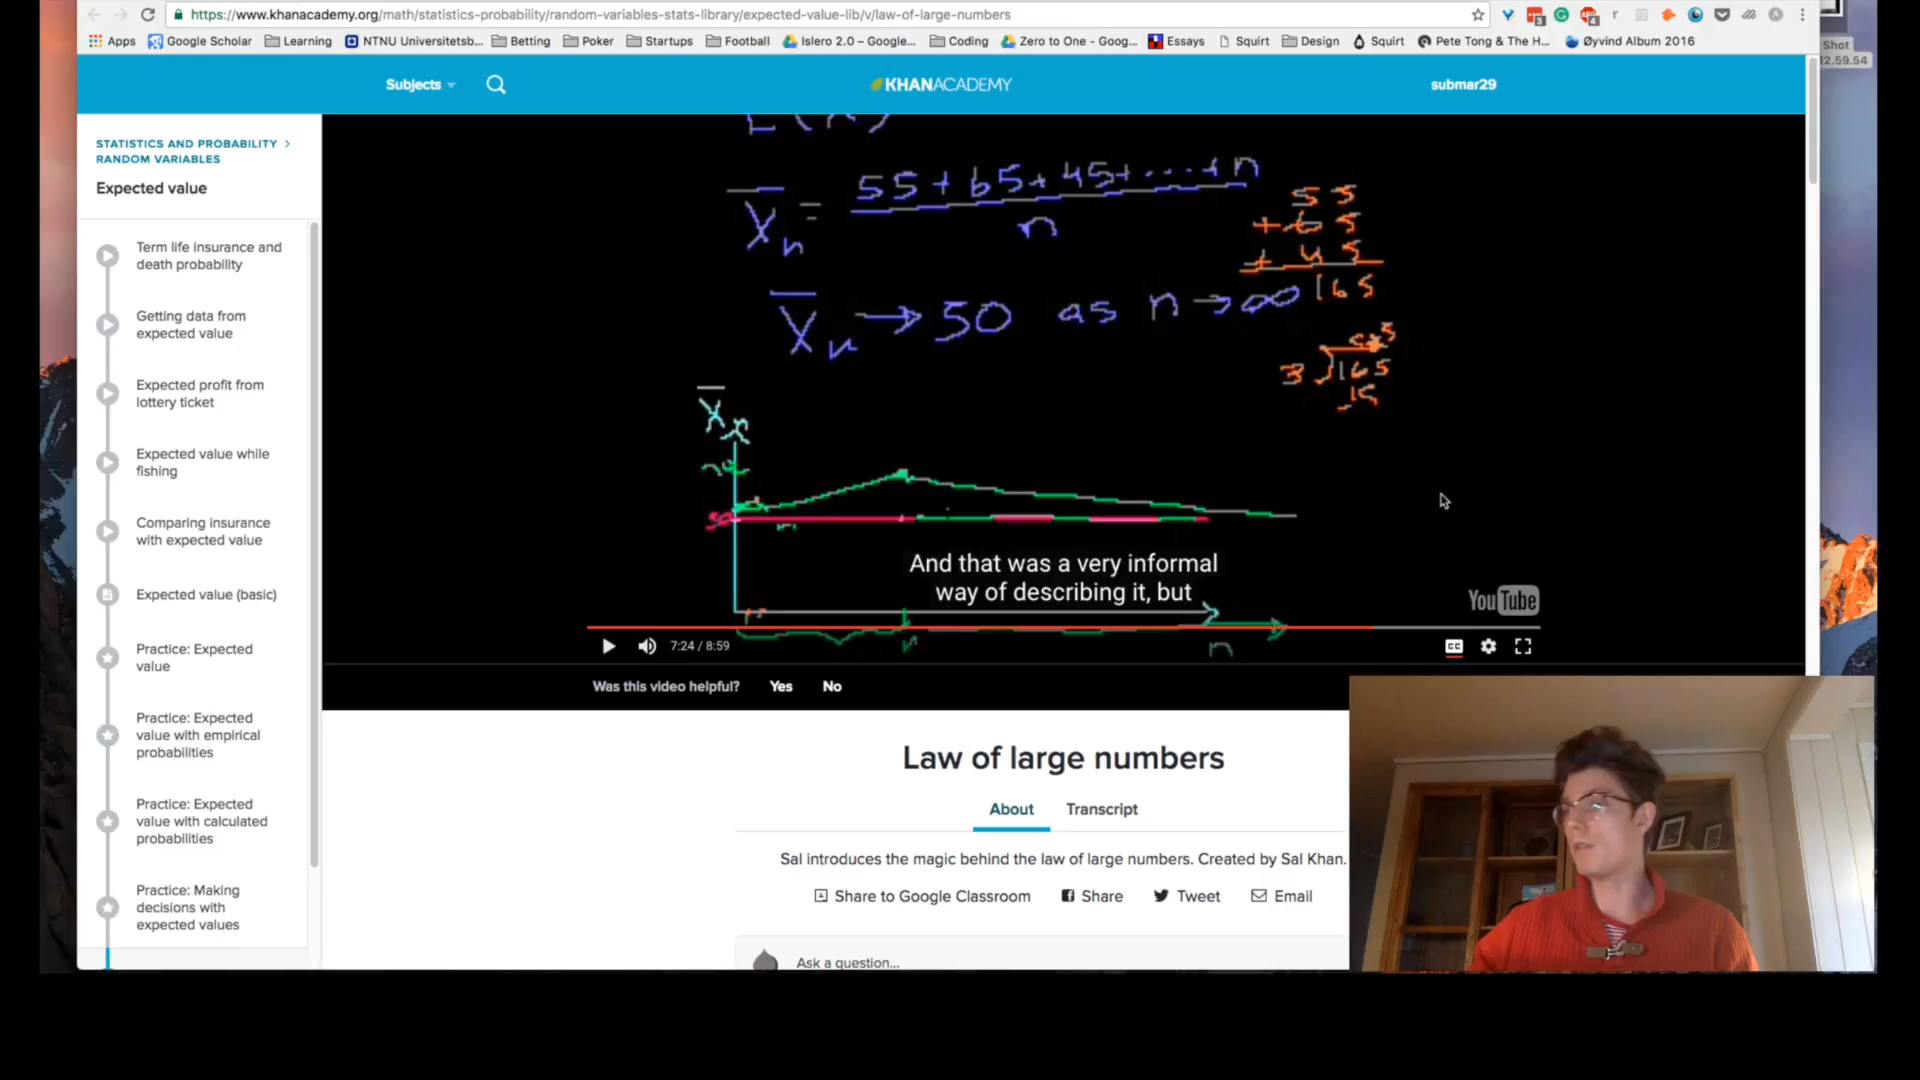 https://www.khanacademy.org/math/statistics-probability/random-variables-stats-library/expected-value-lib/v/law-of-large-numbers
Shot
12.59.54
Apps Google Scholar Learning NTNU Universitetsb... Betting Poker Startups Football Islero 2.0 – Google... Coding Zero to One - Goog... Essays Squirt Design Squirt Pete Tong & The H... Øyvind Album 2016
Subjects KHANACADEMY submar29
STATISTICS AND PROBABILITY >
RANDOM VARIABLES
Expected value
Term life insurance and
death probability
Getting data from
expected value
Expected profit from
lottery ticket
Expected value while
fishing
Comparing insurance
with expected value
Expected value (basic)
Practice: Expected
value
Practice: Expected
value with empirical
probabilities
Practice: Expected
value with calculated
probabilities
Practice: Making
decisions with
expected values
E(X)
X̄n = 55 + 65 + 45 + .... + n
n
55
+ 65
+ 45
165
X̄n → 50 as n → ∞
3 165
15
X̄n
50
n
And that was a very informal
way of describing it, but
YouTube
7:24 / 8:59
CC
Was this video helpful? Yes No
Law of large numbers
About Transcript
Sal introduces the magic behind the law of large numbers. Created by Sal Khan.
Share to Google Classroom Share Tweet Email
Ask a question...